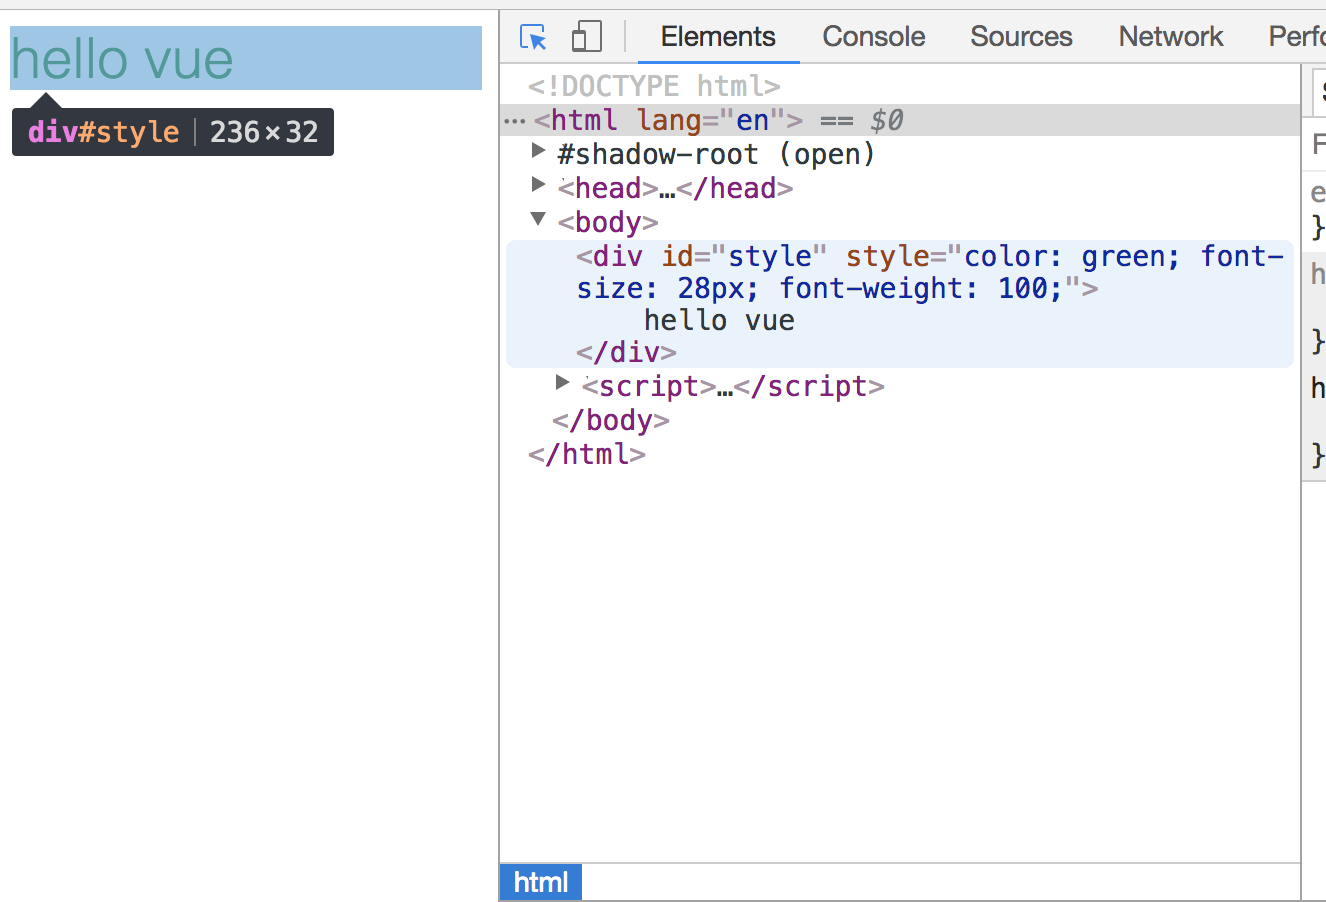 hello vue
div#style | 236 × 32
Elements Console Sources Network Perfo
<!DOCTYPE html>
···<html lang="en"> == $0
▶ #shadow-root (open)
▶ <head>…</head>
▼ <body>
<div id="style" style="color: green; font-
size: 28px; font-weight: 100;">
hello vue
</div>
▶ <script>…</script>
</body>
</html>
html
F
e
}
h
}
h
}